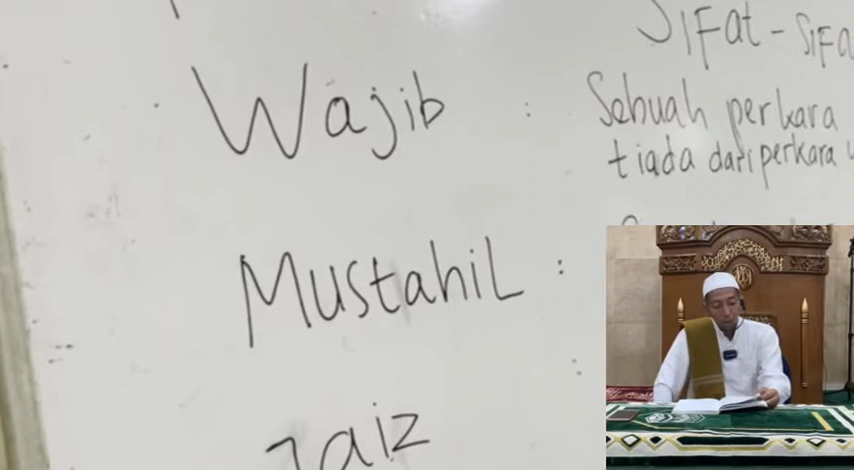 Sifat - Sifa
Wajib : Sebuah perkara
tiada dari perkara
Mustahil :
Jaiz